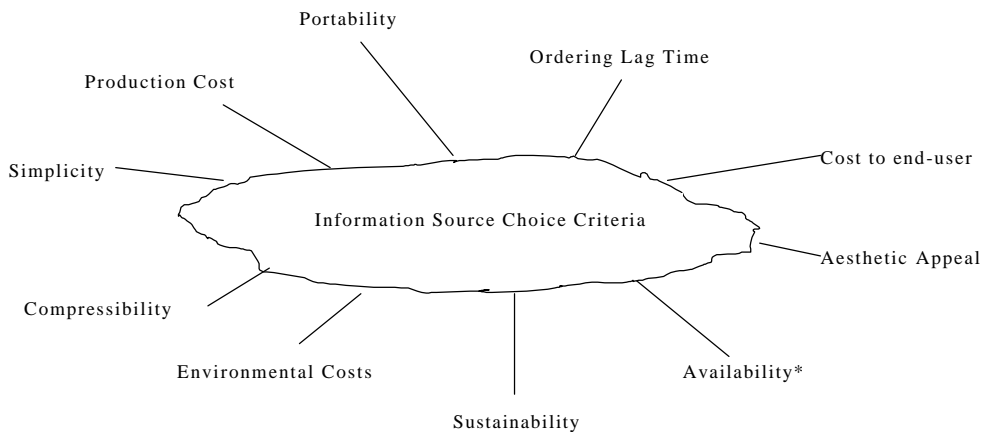 Portability
Ordering Lag Time
Production Cost
Cost to end-user
Simplicity
Information Source Choice Criteria
Aesthetic Appeal
Compressibility
Environmental Costs
Availability*
Sustainability